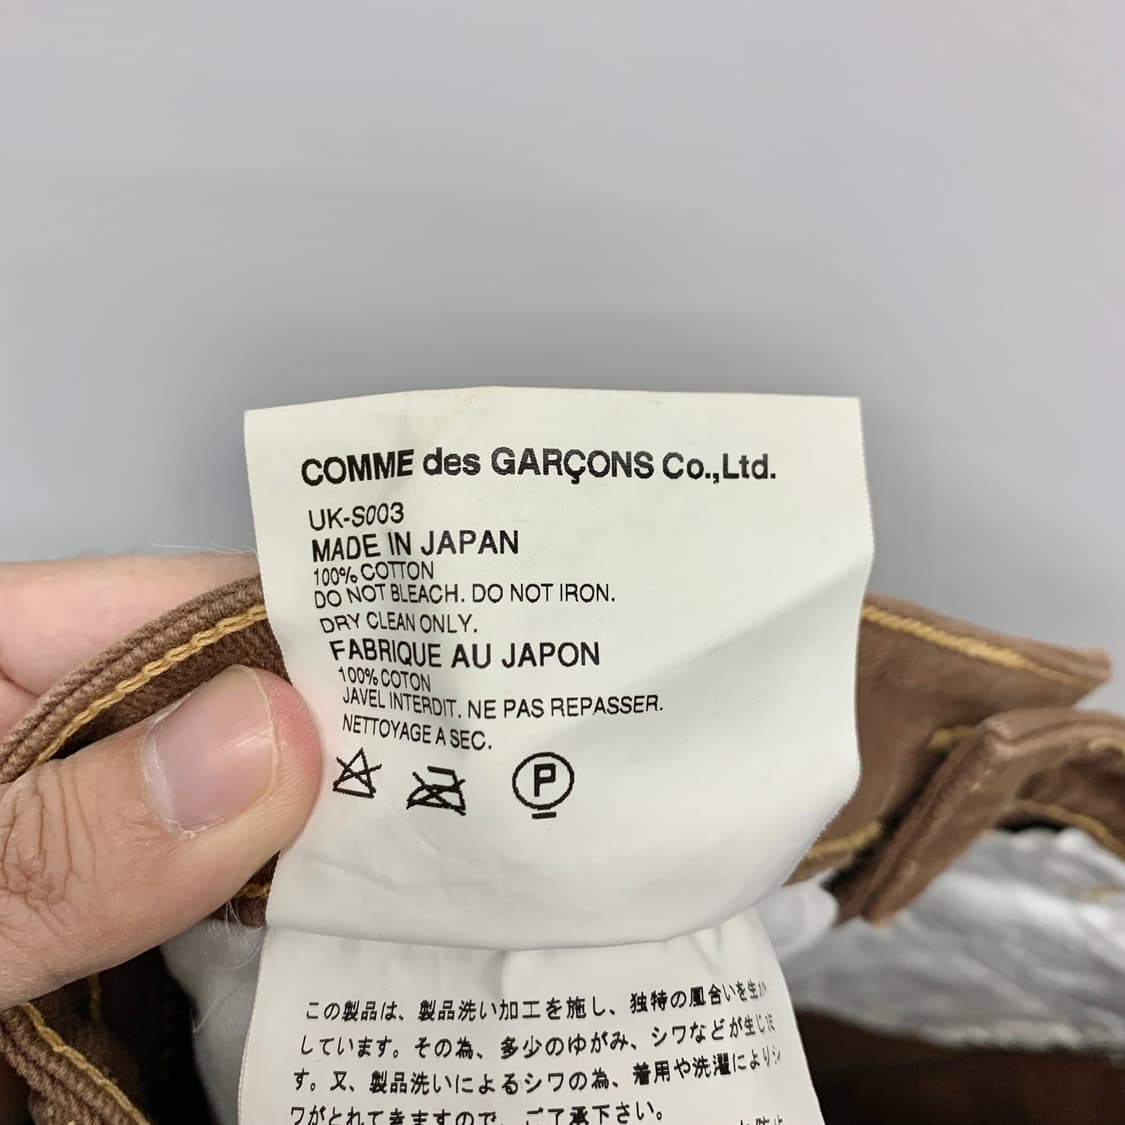 COMME des GARÇONS Co.,Ltd.
UK-S003
MADE IN JAPAN
100% COTTON
DO NOT BLEACH. DO NOT IRON.
DRY CLEAN ONLY.
FABRIQUE AU JAPON
100% COTON
JAVEL INTERDIT. NE PAS REPASSER.
NETTOYAGE A SEC.
P
この製品は、製品洗い加工を施し、独特の風合いを生か
しています。その為、多少のゆがみ、シワなどが生じま
す。又、製品洗いによるシワの為、着用や洗濯によりシ
ワがとれてきますので、ご了承下さい。